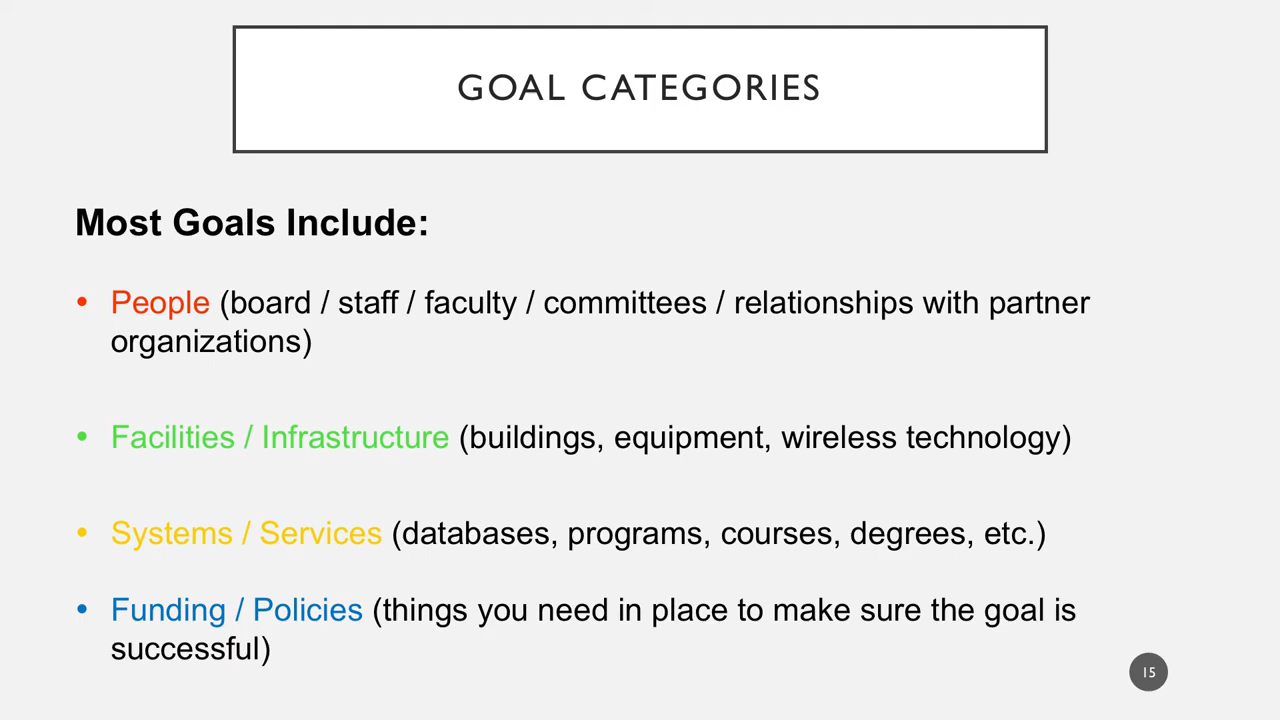 GOAL CATEGORIES
Most Goals Include:
• People (board / staff / faculty / committees / relationships with partner
organizations)
• Facilities / Infrastructure (buildings, equipment, wireless technology)
• Systems / Services (databases, programs, courses, degrees, etc.)
• Funding / Policies (things you need in place to make sure the goal is
successful)
15